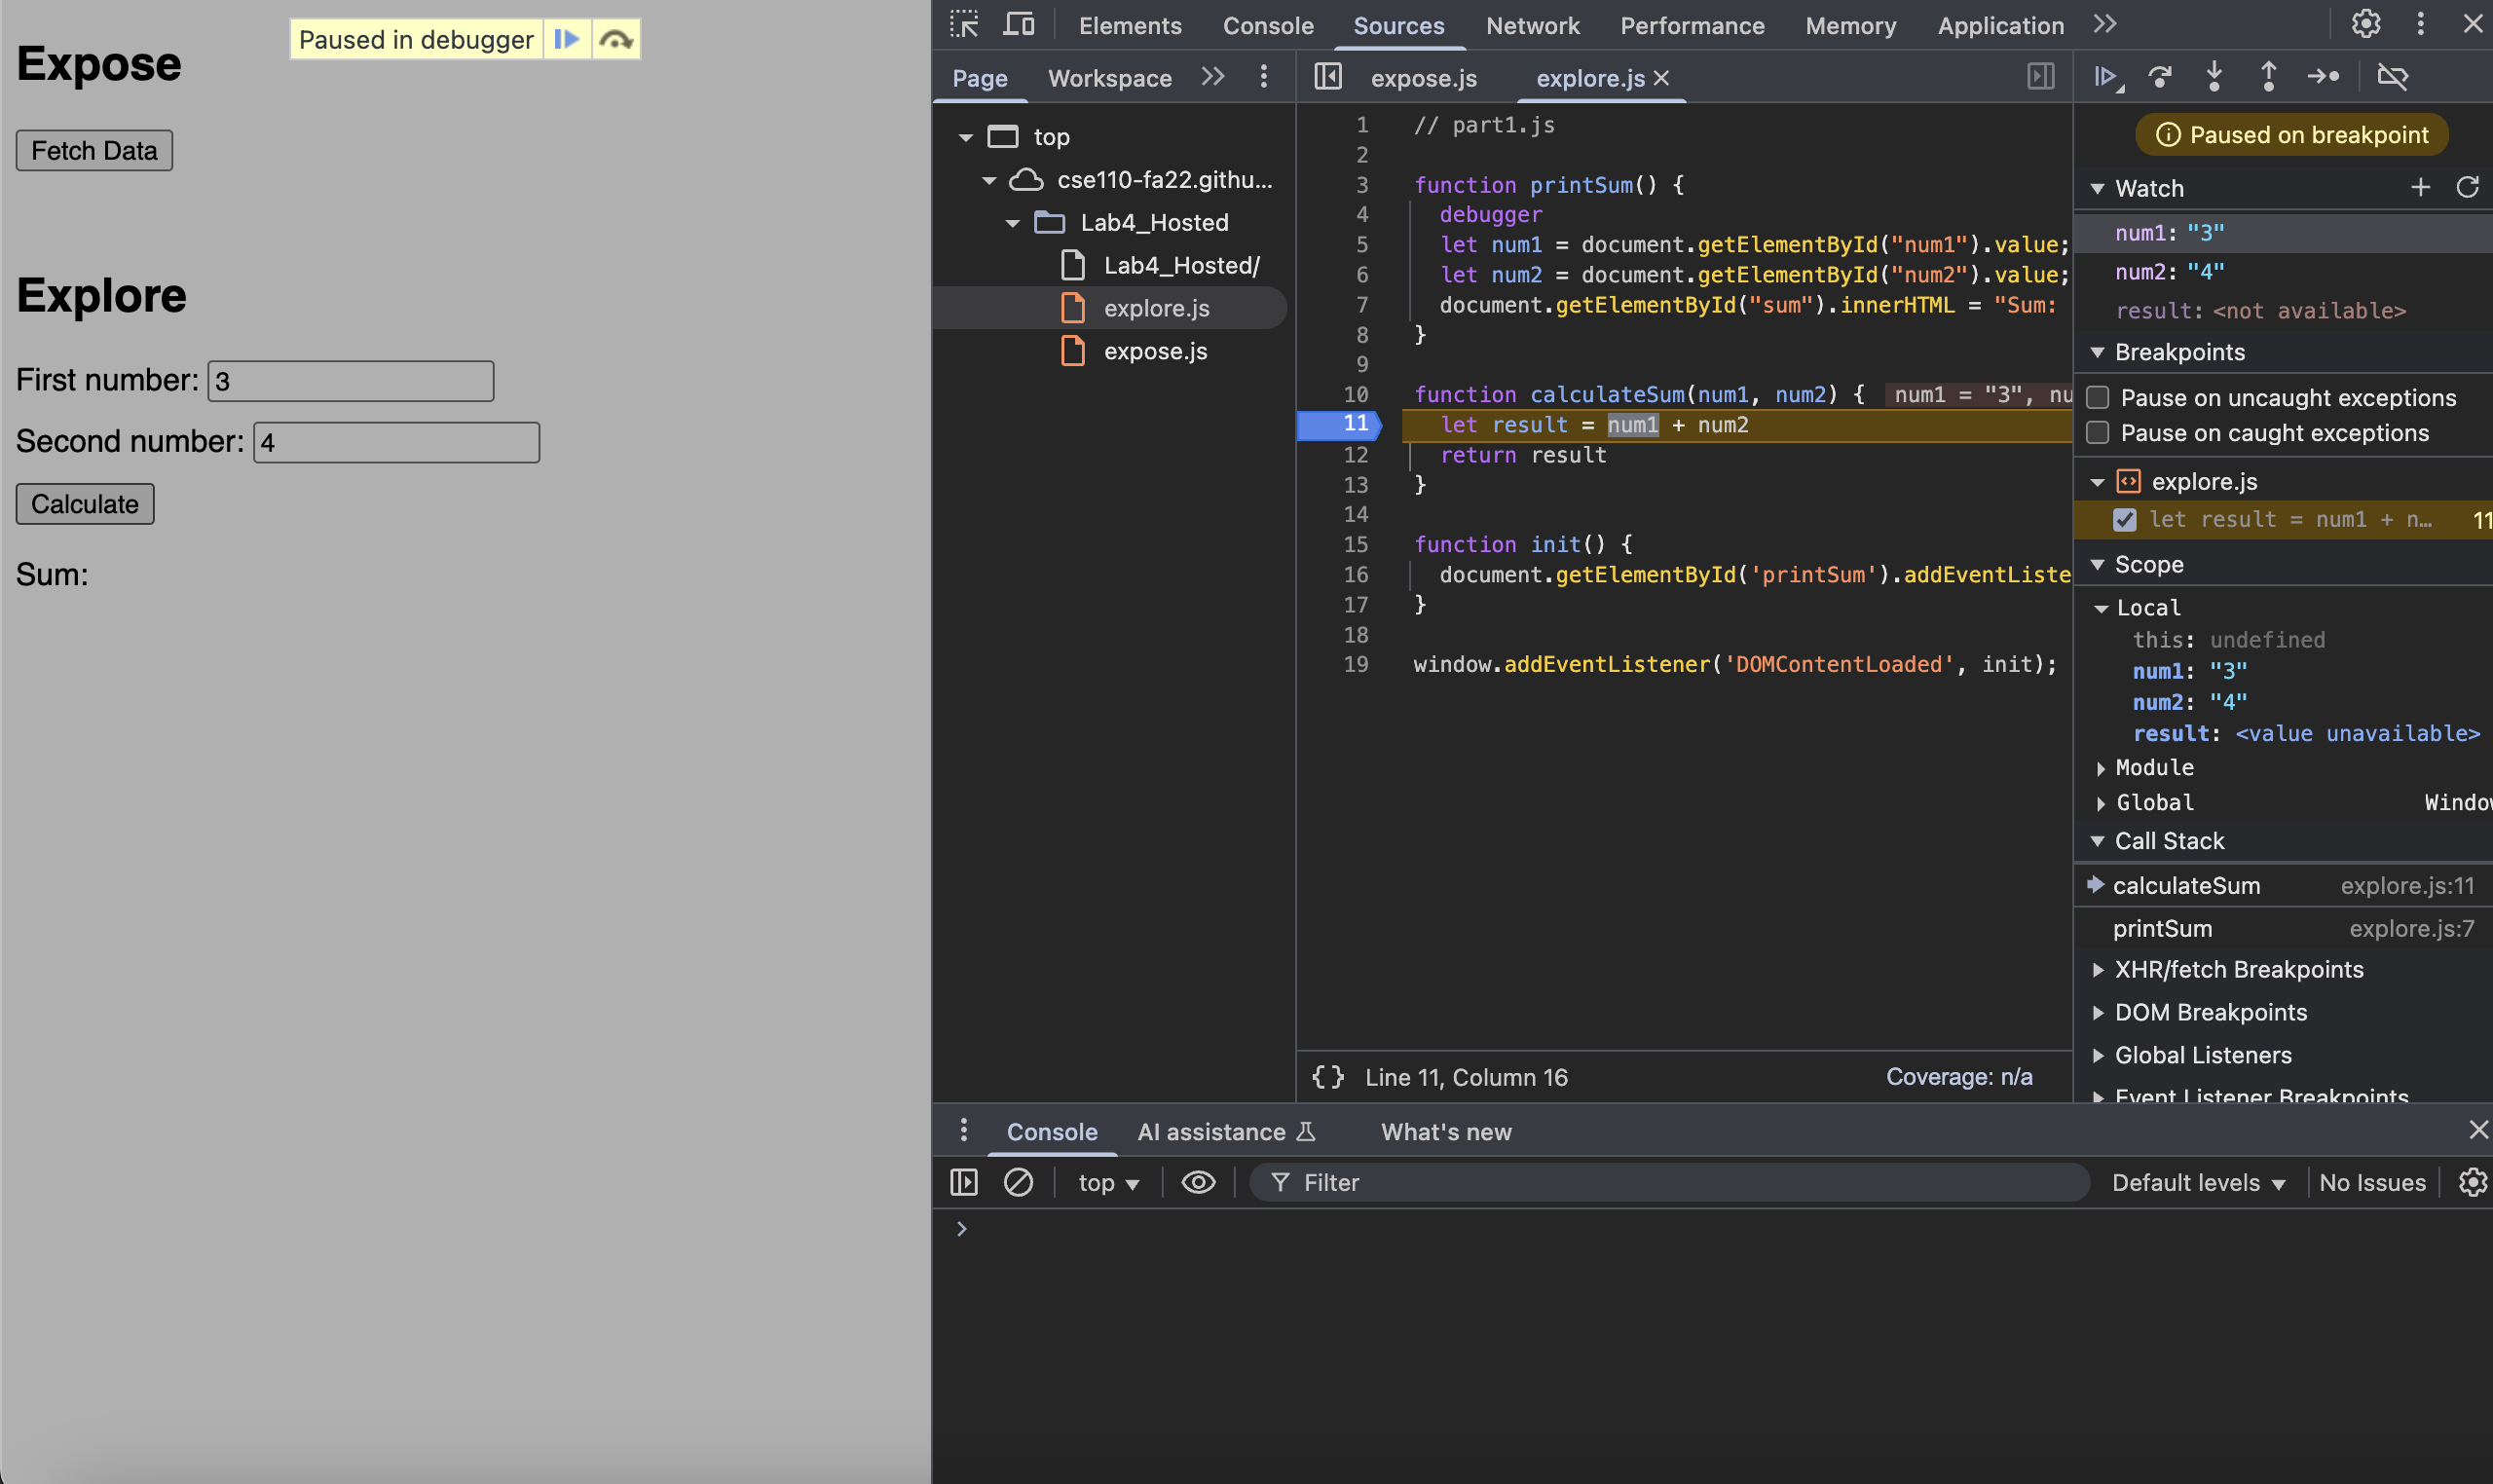 Expose
Paused in debugger
Fetch Data
Explore
First number: 3
Second number: 4
Calculate
Sum:
Elements Console Sources Network Performance Memory Application
Page Workspace
top
cse110-fa22.githu...
Lab4_Hosted
Lab4_Hosted/
explore.js
expose.js
expose.js explore.js
1 // part1.js
2
3 function printSum() {
4 debugger
5 let num1 = document.getElementById("num1").value;
6 let num2 = document.getElementById("num2").value;
7 document.getElementById("sum").innerHTML = "Sum:
8 }
9
10 function calculateSum(num1, num2) { num1 = "3", nu
11 let result = num1 + num2
12 return result
13 }
14
15 function init() {
16 document.getElementById('printSum').addEventListe
17 }
18
19 window.addEventListener('DOMContentLoaded', init);
{} Line 11, Column 16
Coverage: n/a
Paused on breakpoint
Watch
num1: "3"
num2: "4"
result: <not available>
Breakpoints
Pause on uncaught exceptions
Pause on caught exceptions
explore.js
let result = num1 + n… 11
Scope
Local
this: undefined
num1: "3"
num2: "4"
result: <value unavailable>
Module
Global Window
Call Stack
calculateSum explore.js:11
printSum explore.js:7
XHR/fetch Breakpoints
DOM Breakpoints
Global Listeners
Event Listener Breakpoints
Console AI assistance What's new
top Filter Default levels No Issues